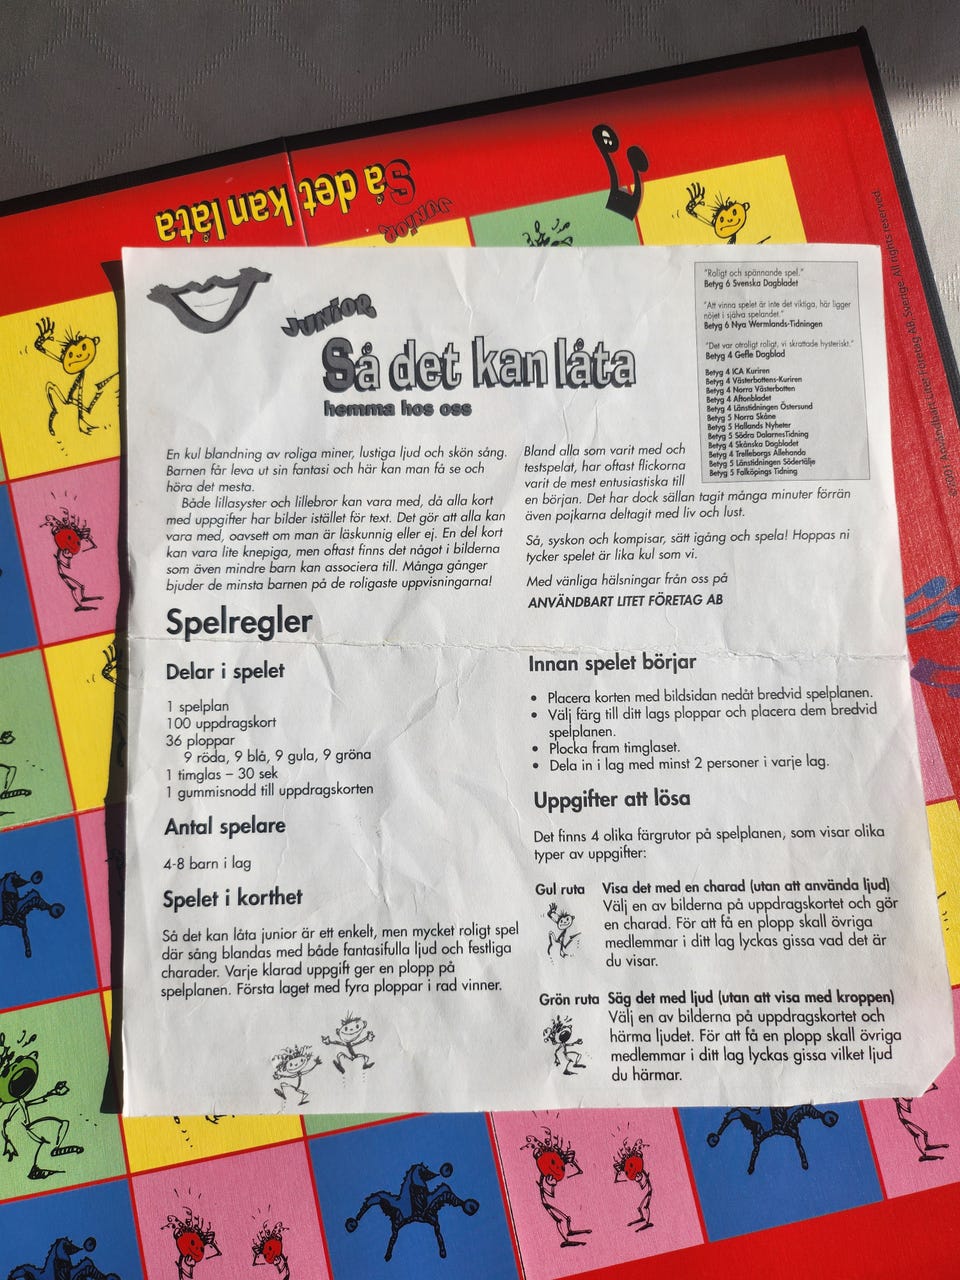 Så det kan låta
JUNIOR
© 2001 Användbart Litet Företag AB, Sverige. All rights reserved.
JUNIOR
Så det kan låta
hemma hos oss
"Roligt och spännande spel."
Betyg 6 Svenska Dagbladet
"Att vinna spelet är inte det viktiga, här ligger
nöjet i själva spelandet."
Betyg 6 Nya Wermlands-Tidningen
"Det var otroligt roligt, vi skrattade hysteriskt."
Betyg 4 Gefle Dagblad
Betyg 4 ICA Kuriren
Betyg 4 Västerbottens-Kuriren
Betyg 4 Norra Västerbotten
Betyg 4 Aftonbladet
Betyg 4 Länstidningen Östersund
Betyg 5 Norra Skåne
Betyg 5 Hallands Nyheter
Betyg 5 Södra DalarnesTidning
Betyg 4 Skånska Dagbladet
Betyg 4 Trelleborgs Allehanda
Betyg 5 Länstidningen Södertälje
Betyg 5 Falköpings Tidning
En kul blandning av roliga miner, lustiga ljud och skön sång.
Barnen får leva ut sin fantasi och här kan man få se och
höra det mesta.
Både lillasyster och lillebror kan vara med, då alla kort
med uppgifter har bilder istället för text. Det gör att alla kan
vara med, oavsett om man är läskunnig eller ej. En del kort
kan vara lite knepiga, men oftast finns det något i bilderna
som även mindre barn kan associera till. Många gånger
bjuder de minsta barnen på de roligaste uppvisningarna!
Bland alla som varit med och
testspelat, har oftast flickorna
varit de mest entusiastiska till
en början. Det har dock sällan tagit många minuter förrän
även pojkarna deltagit med liv och lust.
Så, syskon och kompisar, sätt igång och spela! Hoppas ni
tycker spelet är lika kul som vi.
Med vänliga hälsningar från oss på
ANVÄNDBART LITET FÖRETAG AB
Spelregler
Delar i spelet
1 spelplan
100 uppdragskort
36 ploppar
9 röda, 9 blå, 9 gula, 9 gröna
1 timglas – 30 sek
1 gummisnodd till uppdragskorten
Antal spelare
4-8 barn i lag
Spelet i korthet
Så det kan låta junior är ett enkelt, men mycket roligt spel
där sång blandas med både fantasifulla ljud och festliga
charader. Varje klarad uppgift ger en plopp på
spelplanen. Första laget med fyra ploppar i rad vinner.
Innan spelet börjar
• Placera korten med bildsidan nedåt bredvid spelplanen.
• Välj färg till ditt lags ploppar och placera dem bredvid
spelplanen.
• Plocka fram timglaset.
• Dela in i lag med minst 2 personer i varje lag.
Uppgifter att lösa
Det finns 4 olika färgrutor på spelplanen, som visar olika
typer av uppgifter:
Gul ruta Visa det med en charad (utan att använda ljud)
Välj en av bilderna på uppdragskortet och gör
en charad. För att få en plopp skall övriga
medlemmar i ditt lag lyckas gissa vad det är
du visar.
Grön ruta Säg det med ljud (utan att visa med kroppen)
Välj en av bilderna på uppdragskortet och
härma ljudet. För att få en plopp skall övriga
medlemmar i ditt lag lyckas gissa vilket ljud
du härmar.